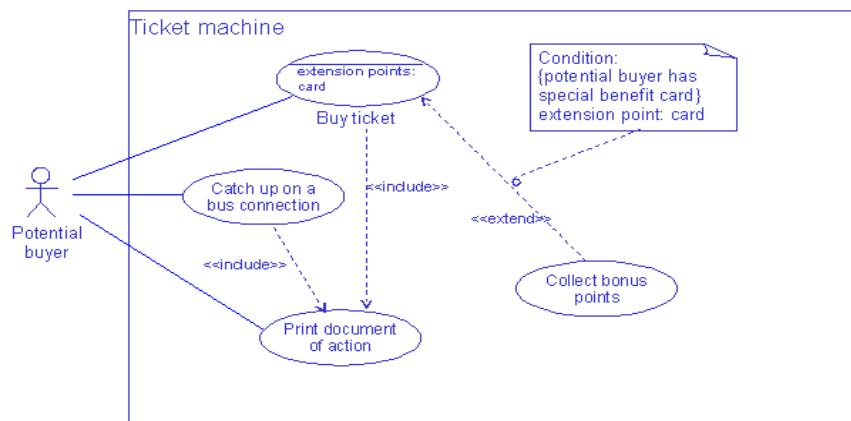 Ticket machine
extension points:
card
Buy ticket
Condition:
{potential buyer has
special benefit card}
extension point: card
<<include>>
Catch up on a
bus connection
<<extend>>
Potential
buyer
<<include>>
Collect bonus
points
Print document
of action